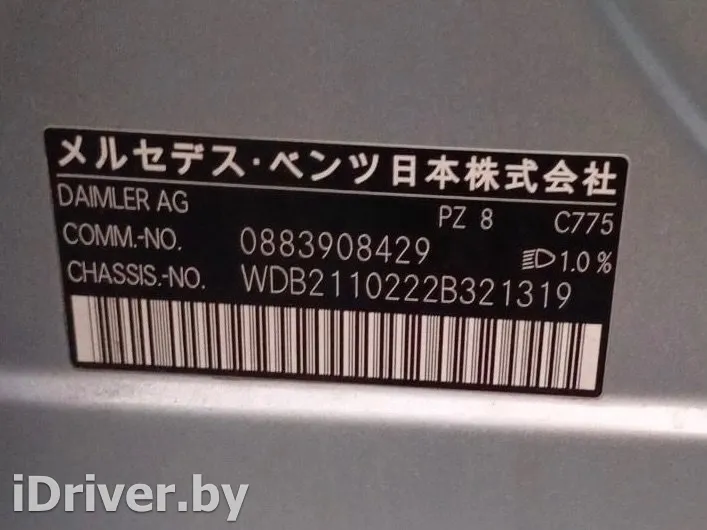 メルセデス・ベンツ日本株式会社
DAIMLER AG PZ 8 C775
COMM.-NO. 0883908429 1.0%
CHASSIS.-NO. WDB2110222B321319
iDriver.by